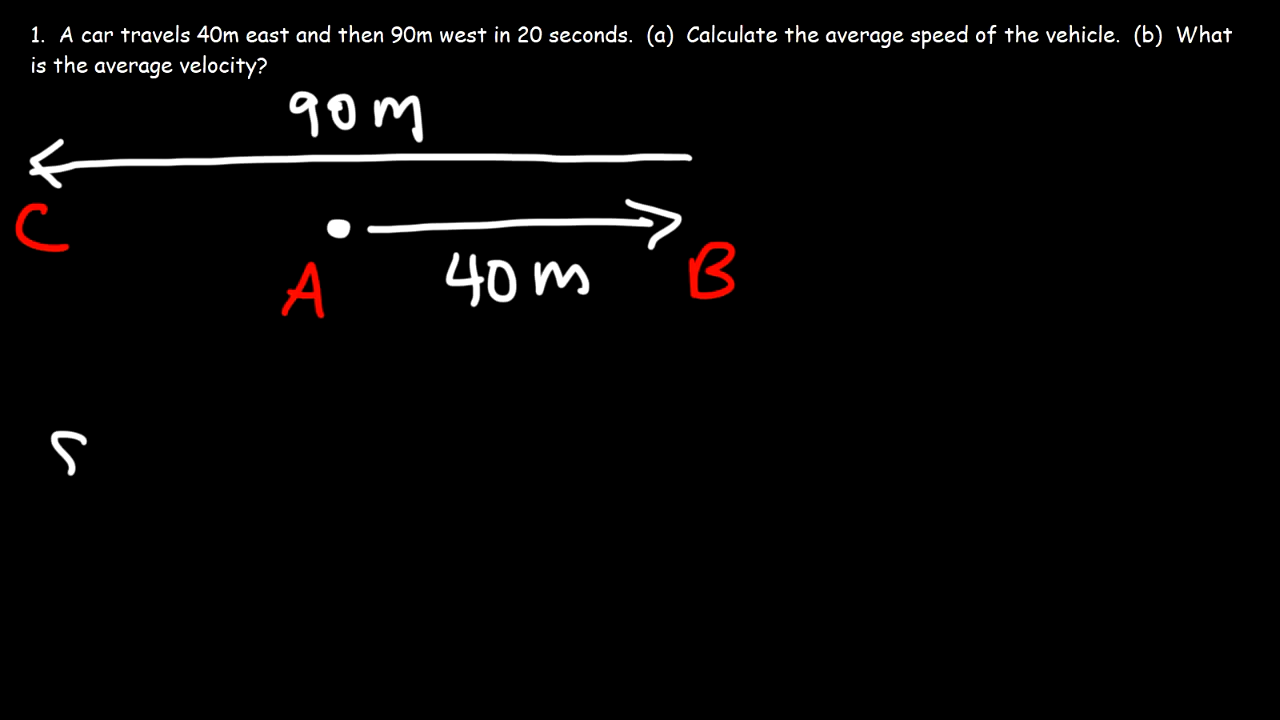 1. A car travels 40m east and then 90m west in 20 seconds. (a) Calculate the average speed of the vehicle. (b) What
is the average velocity?
90 m
C
A
40 m
B